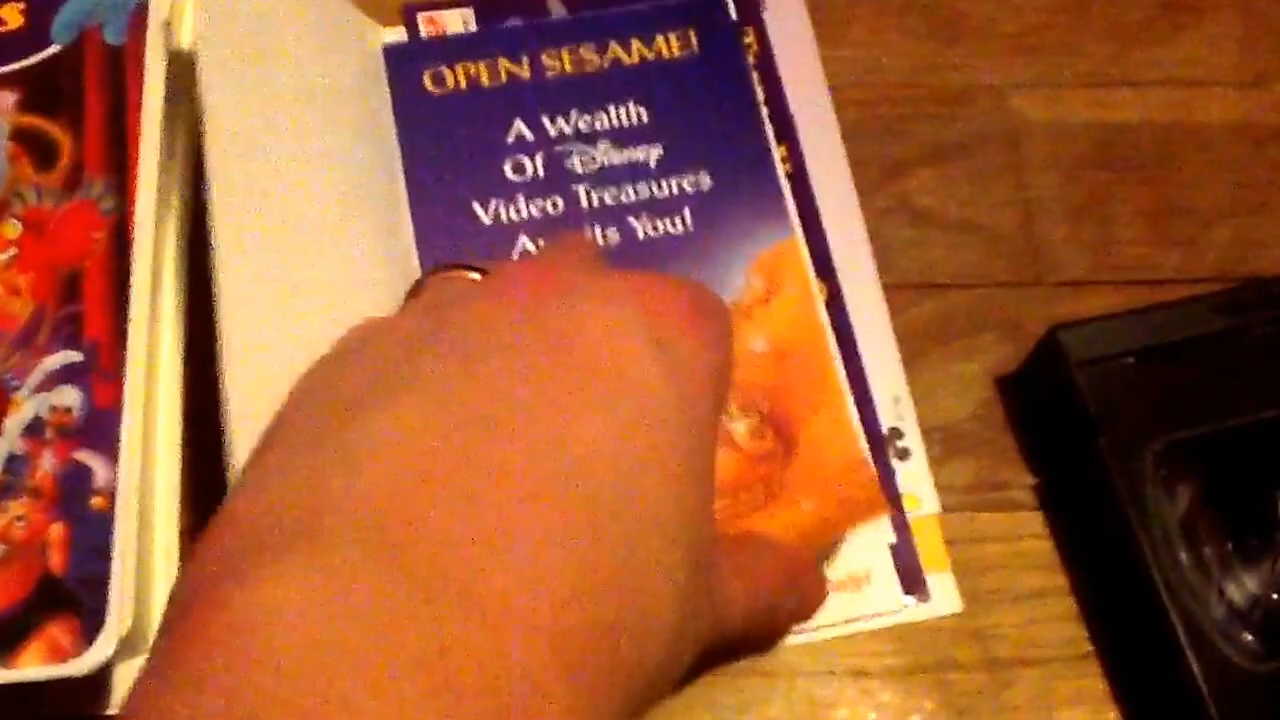 S
OPEN SESAME!
A Wealth
Of Disney
Video Treasures
You!